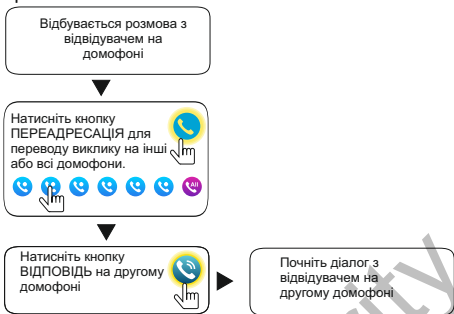 Відбувається розмова з
відвідувачем на
домофоні
Натисніть кнопку
ПЕРЕАДРЕСАЦІЯ для
переводу виклику на інші
або всі домофони.
All
Натисніть кнопку
ВІДПОВІДЬ на другому
домофоні
Почніть діалог з
відвідувачем на
другому домофоні